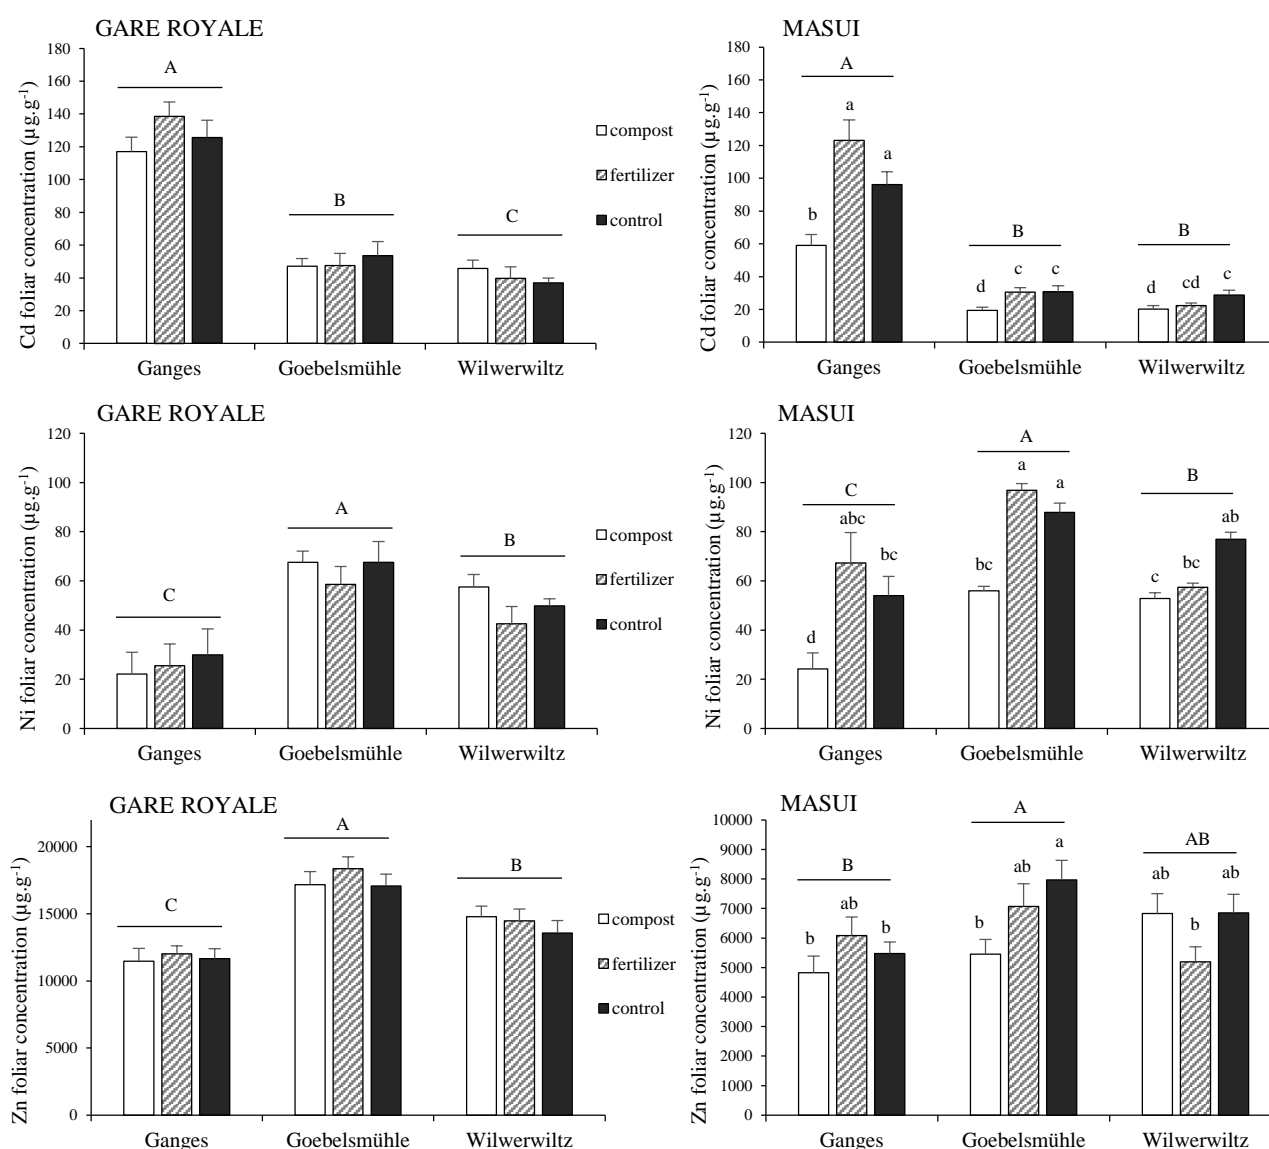 GARE ROYALE
Cd foliar concentration (µg.g-1)
180
160
140
120
100
80
60
40
20
0
A
B
C
Ganges
Goebelsmühle
Wilwerwiltz
compost
fertilizer
control
MASUI
Cd foliar concentration (µg.g-1)
180
160
140
120
100
80
60
40
20
0
A
b
a
a
B
d
c
c
B
d
cd
c
Ganges
Goebelsmühle
Wilwerwiltz
GARE ROYALE
Ni foliar concentration (µg.g-1)
120
100
80
60
40
20
0
C
A
B
Ganges
Goebelsmühle
Wilwerwiltz
compost
fertilizer
control
MASUI
Ni foliar concentration (µg.g-1)
120
100
80
60
40
20
0
C
d
abc
bc
A
bc
a
a
B
c
bc
ab
Ganges
Goebelsmühle
Wilwerwiltz
GARE ROYALE
Zn foliar concentration (µg.g-1)
20000
15000
10000
5000
0
C
A
B
Ganges
Goebelsmühle
Wilwerwiltz
compost
fertilizer
control
MASUI
Zn foliar concentration (µg.g-1)
10000
9000
8000
7000
6000
5000
4000
3000
2000
1000
0
B
b
ab
b
A
b
ab
a
AB
ab
b
ab
Ganges
Goebelsmühle
Wilwerwiltz